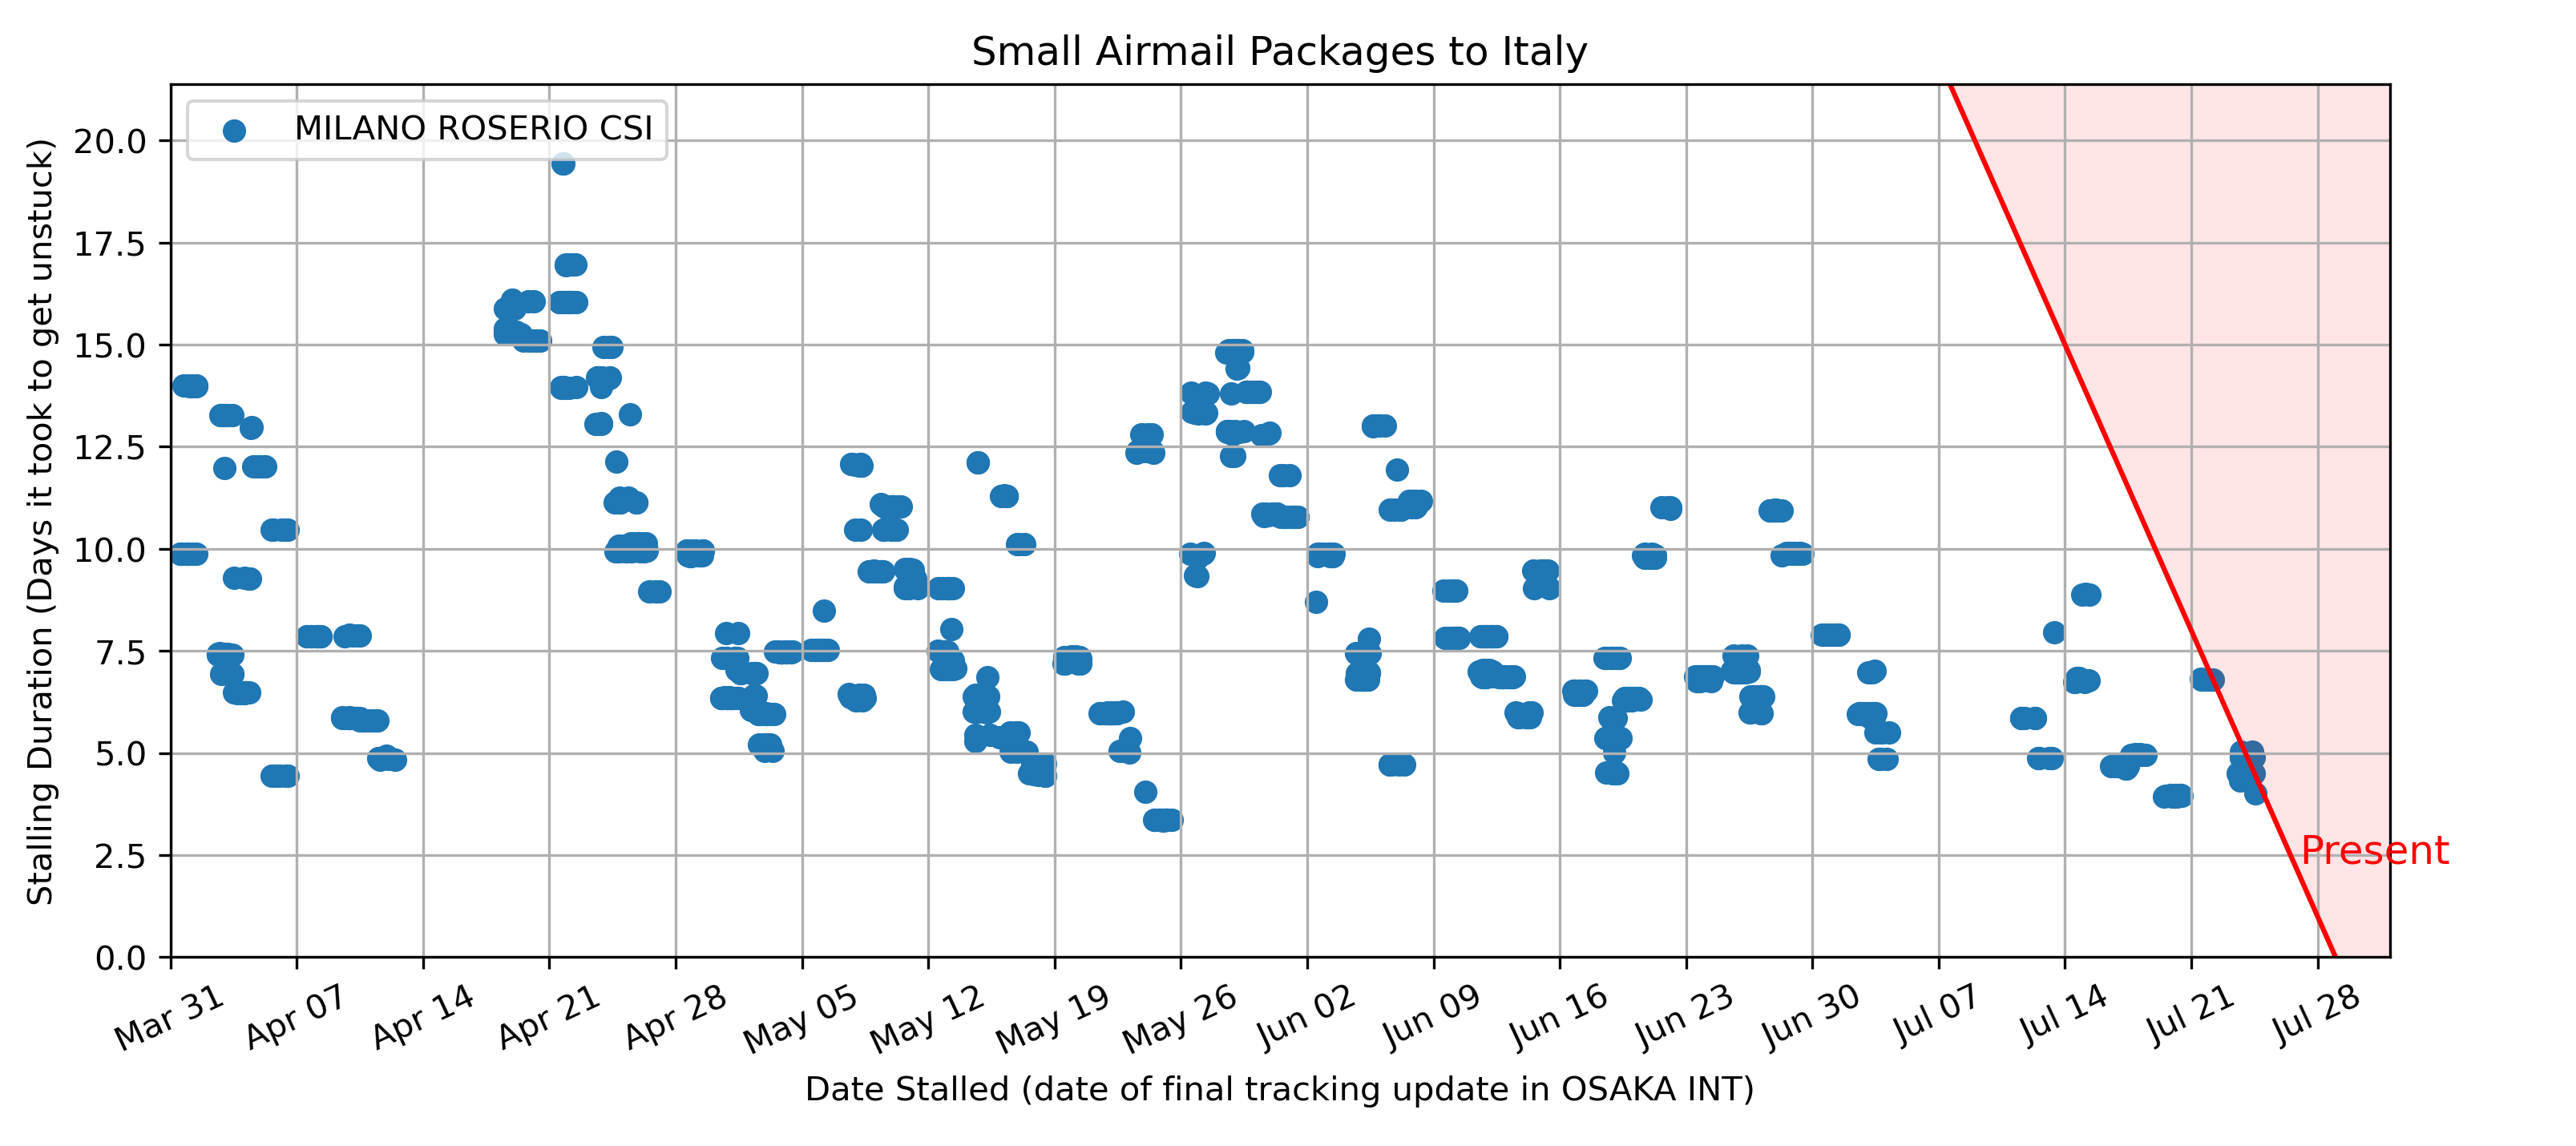 Small Airmail Packages to Italy
MILANO ROSERIO CSI
Stalling Duration (Days it took to get unstuck)
20.0
17.5
15.0
12.5
10.0
7.5
5.0
2.5
0.0
Present
Mar 31 Apr 07 Apr 14 Apr 21 Apr 28 May 05 May 12 May 19 May 26 Jun 02 Jun 09 Jun 16 Jun 23 Jun 30 Jul 07 Jul 14 Jul 21 Jul 28
Date Stalled (date of final tracking update in OSAKA INT)